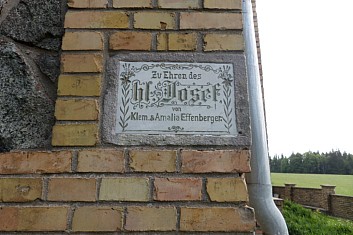 Zu Ehren des
hl. Josef
von
Klem. & Amalia Effenberger.